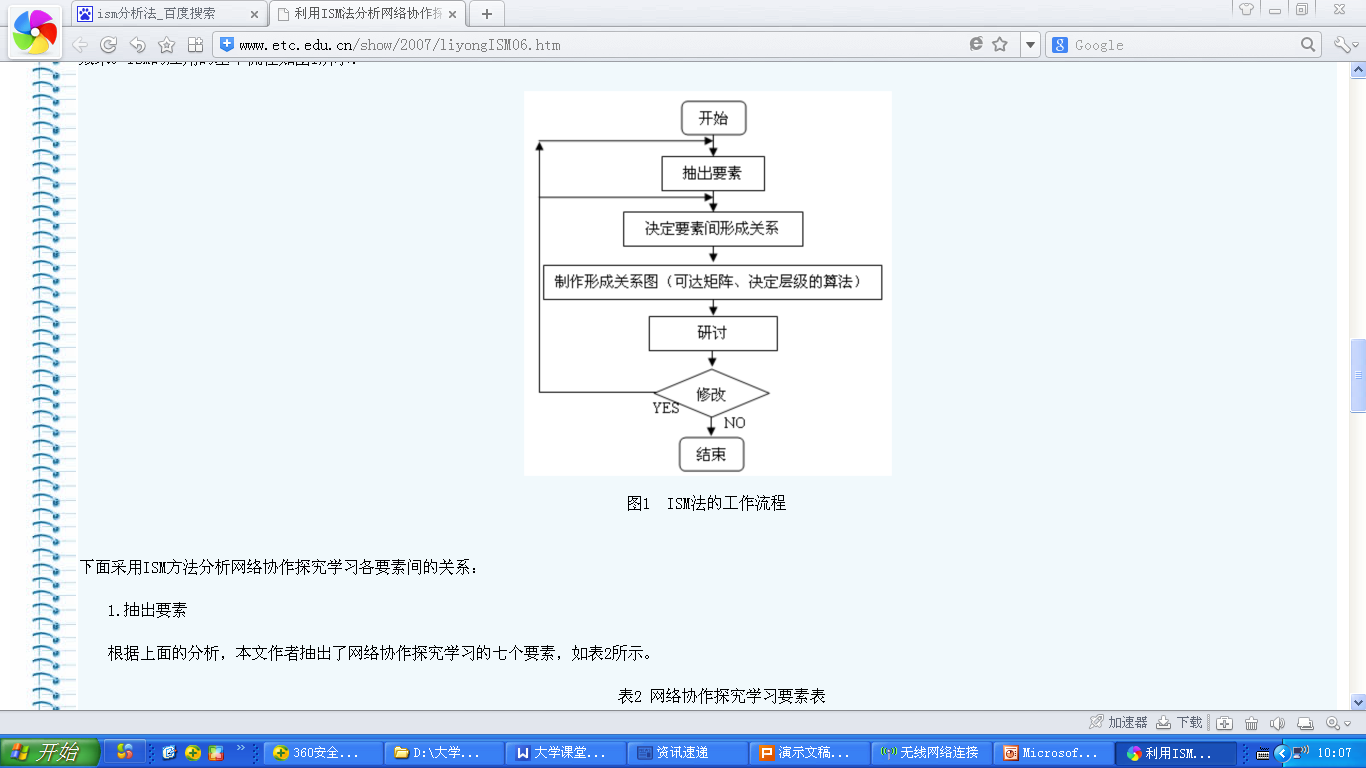 ism分析法_百度搜索
利用ISM法分析网络协作探
www.etc.edu.cn/show/2007/liyongISM06.htm
Google
开始
抽出要素
决定要素间形成关系
制作形成关系图（可达矩阵、决定层级的算法）
研讨
修改
YES
NO
结束
图1 ISM法的工作流程
下面采用ISM方法分析网络协作探究学习各要素间的关系：
1.抽出要素
根据上面的分析，本文作者抽出了网络协作探究学习的七个要素，如表2所示。
表2 网络协作探究学习要素表
加速器
下载
开始
360安全...
D:\大学...
大学课堂...
资讯速递
演示文稿...
无线网络连接
Microsof...
利用ISM...
10:07